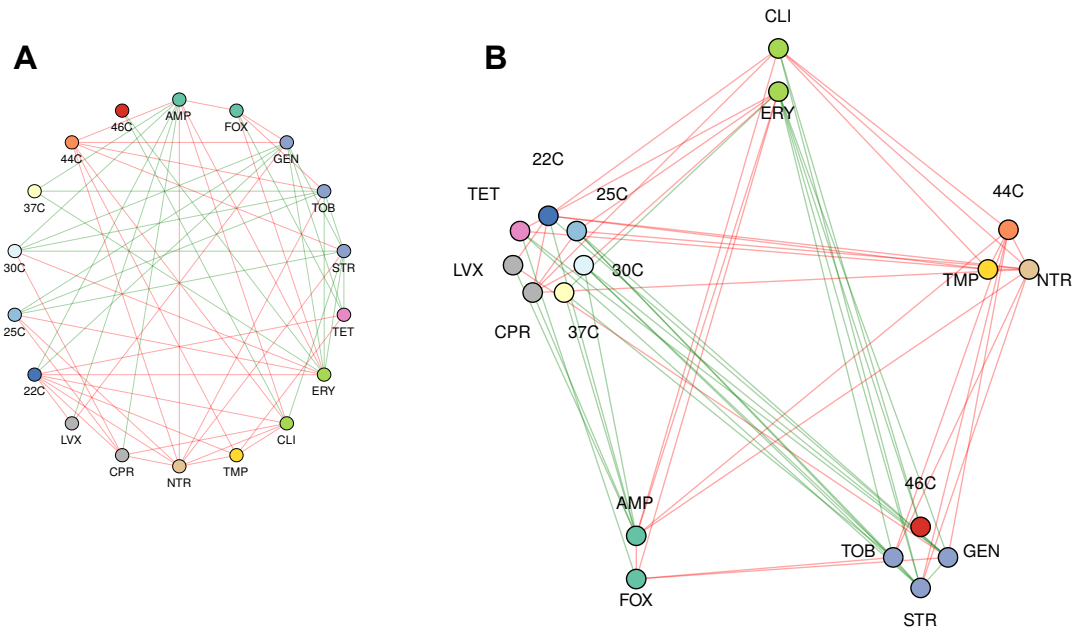 A
AMP
46C
FOX
44C
GEN
37C
TOB
30C
STR
25C
TET
22C
ERY
LVX
CLI
CPR
TMP
NTR
B
CLI
ERY
22C
TET
25C
44C
LVX
30C
TMP
NTR
CPR
37C
46C
AMP
TOB
GEN
FOX
STR